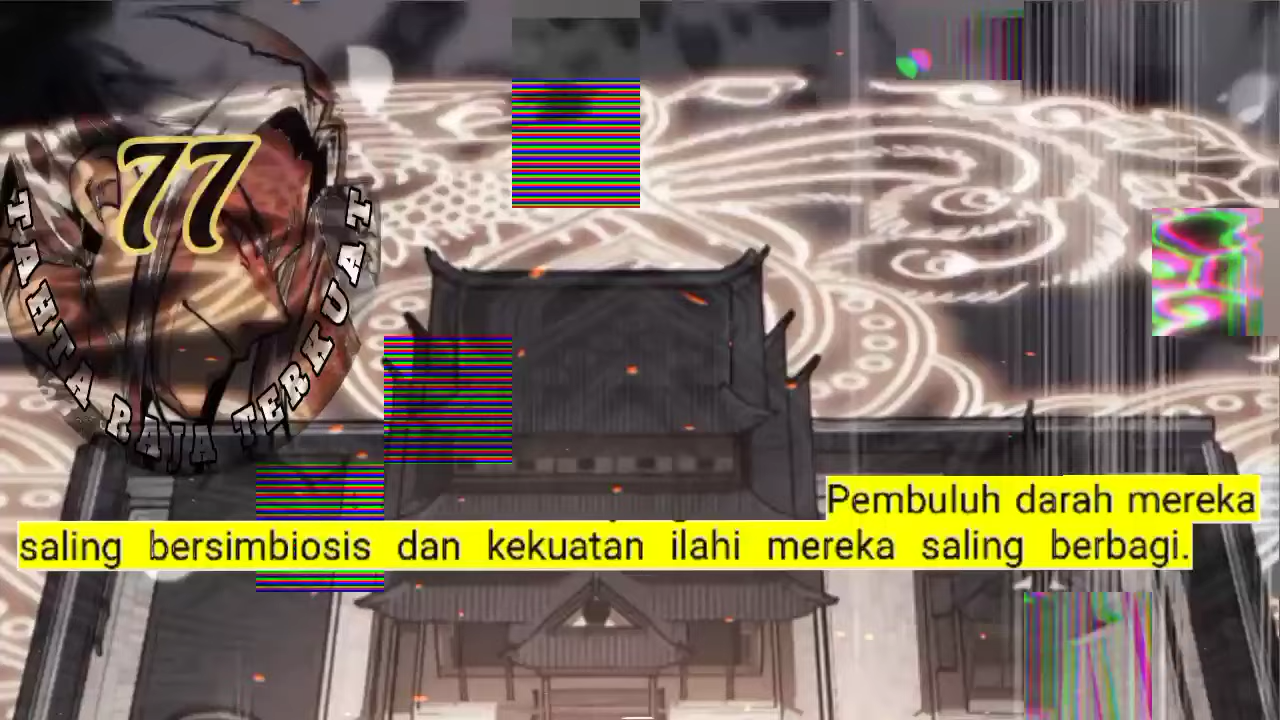 77
TAHTA RAJA TERKUAT
Pembuluh darah mereka
saling bersimbiosis dan kekuatan ilahi mereka saling berbagi.